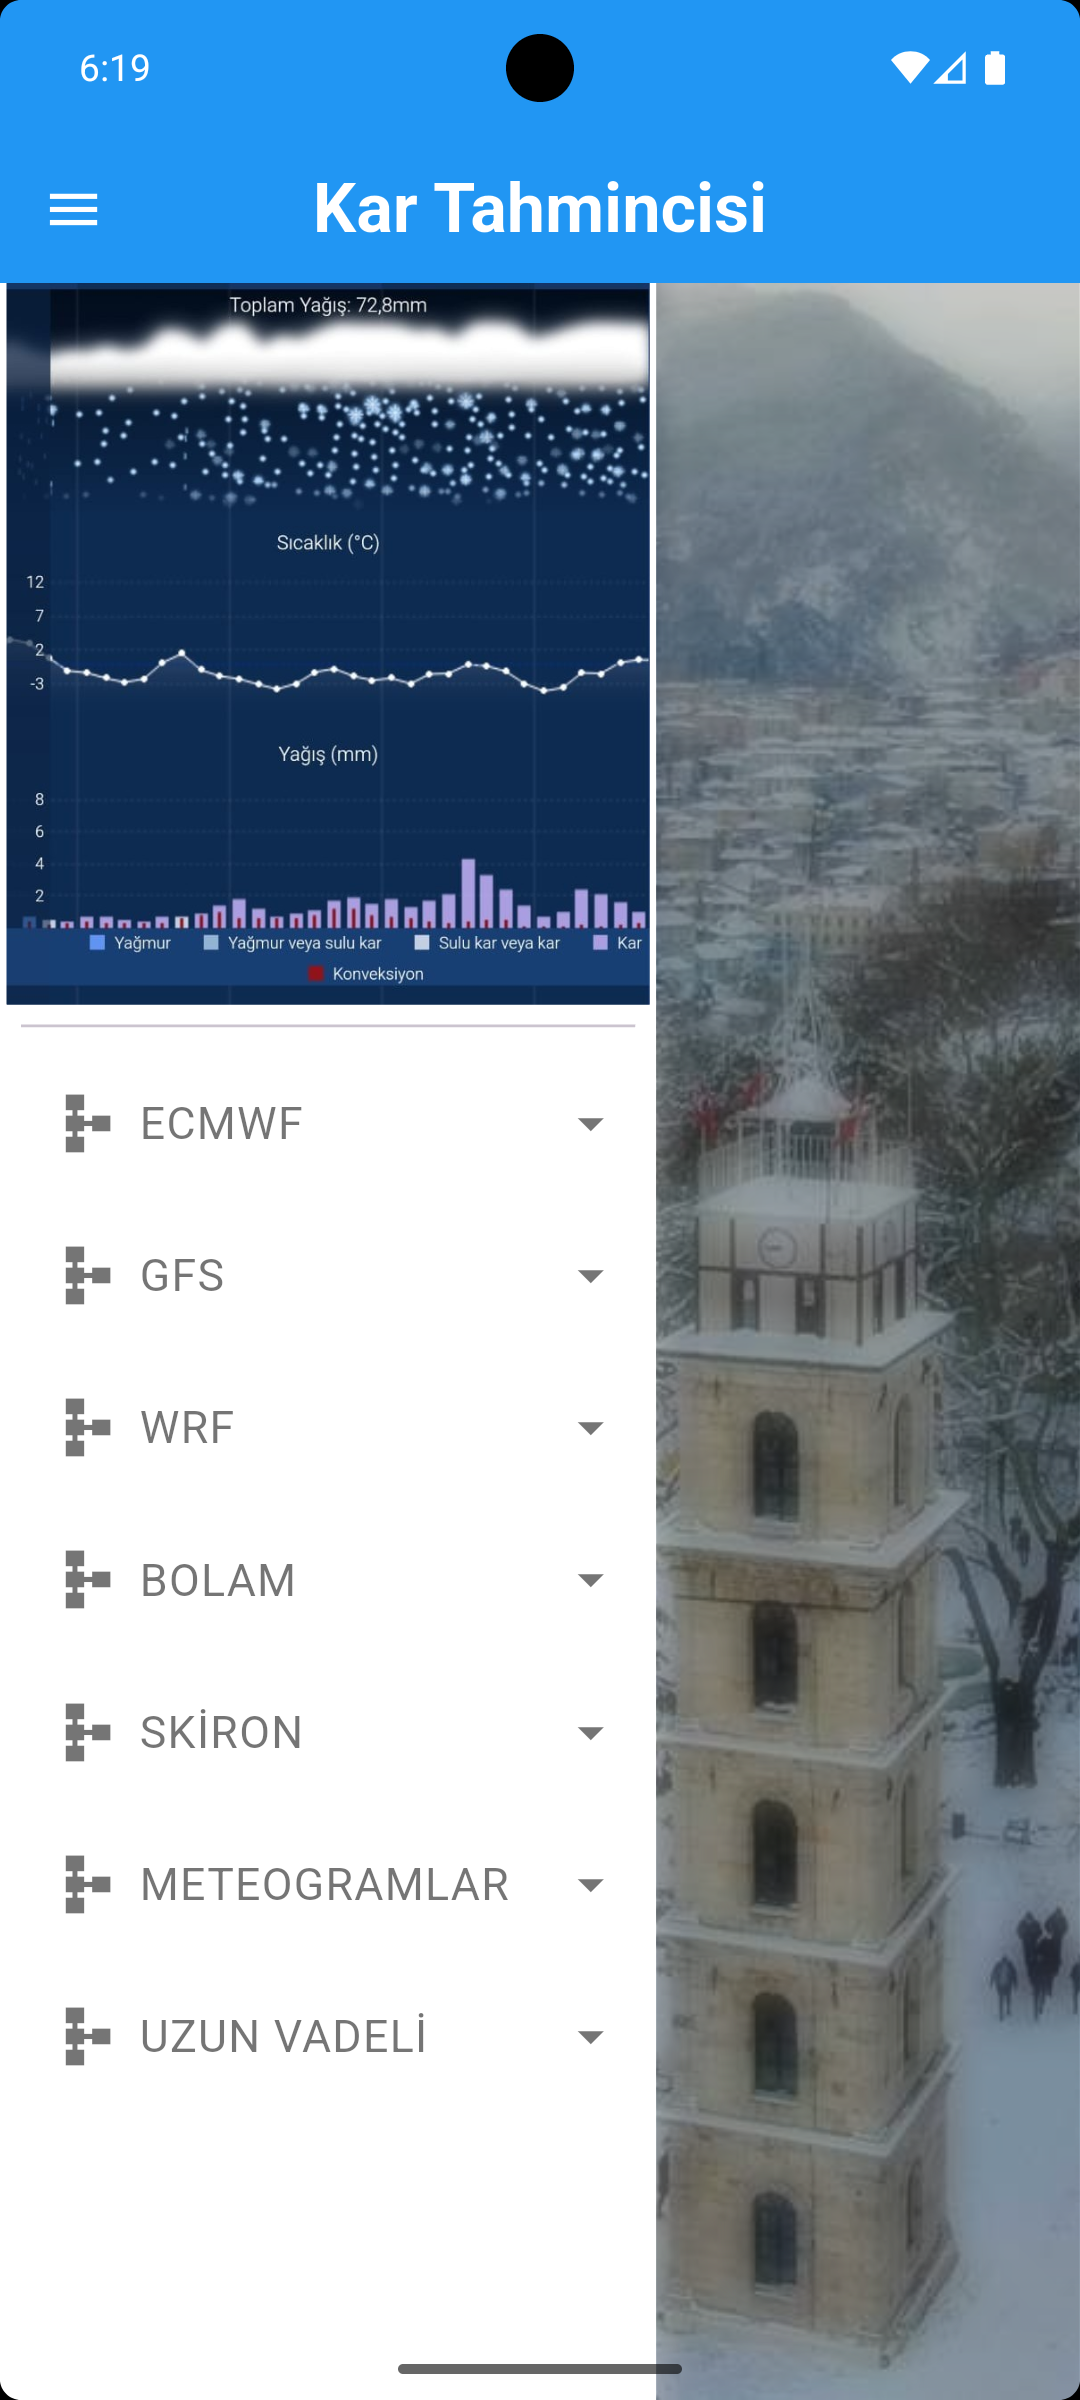 6:19
Kar Tahmincisi
Toplam Yağış: 72,8mm
Sıcaklık (°C)
12
7
2
-3
Yağış (mm)
8
6
4
2
Yağmur
Yağmur veya sulu kar
Sulu kar veya kar
Kar
Konveksiyon
ECMWF
GFS
WRF
BOLAM
SKİRON
METEOGRAMLAR
UZUN VADELİ